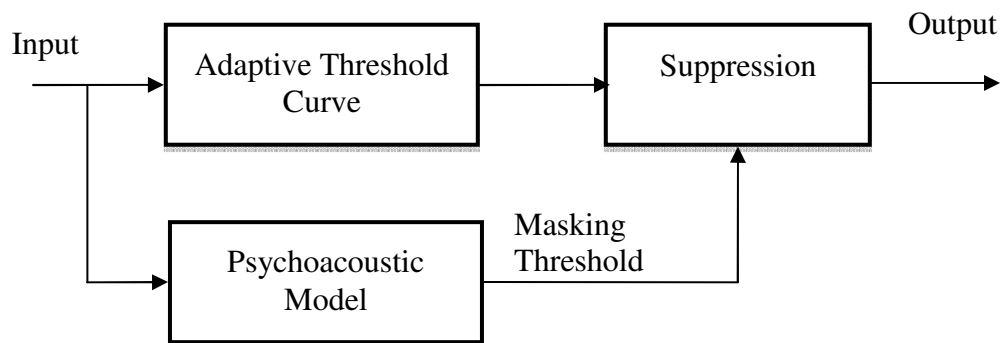 Input
Adaptive Threshold
Curve
Suppression
Output
Psychoacoustic
Model
Masking
Threshold